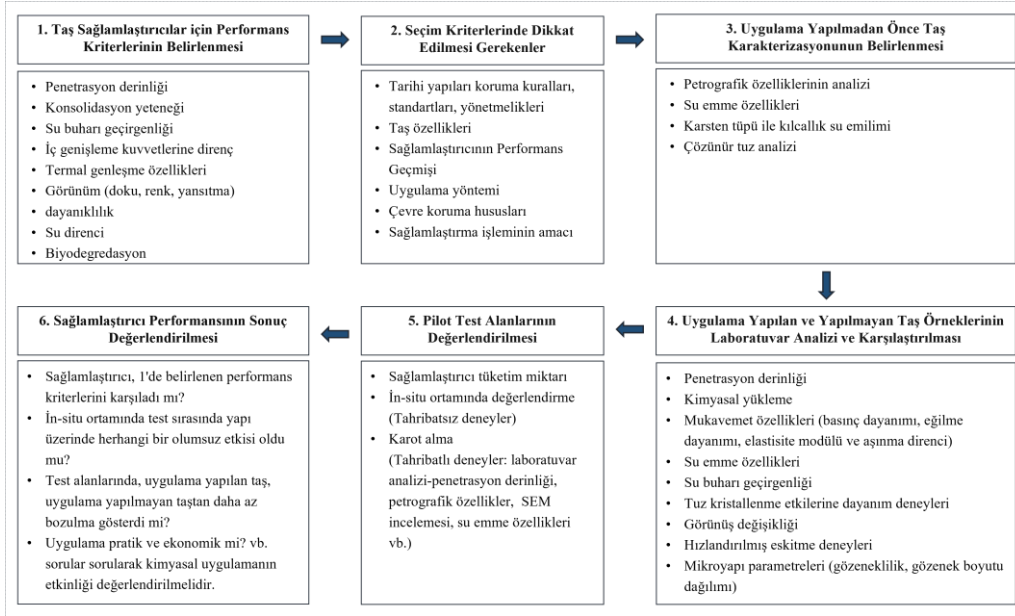 1. Taş Sağlamlaştırıcılar için Performans
Kriterlerinin Belirlenmesi
• Penetrasyon derinliği
• Konsolidasyon yeteneği
• Su buharı geçirgenliği
• İç genişleme kuvvetlerine direnç
• Termal genleşme özellikleri
• Görünüm (doku, renk, yansıtma)
• dayanıklılık
• Su direnci
• Biyodegredasyon
2. Seçim Kriterlerinde Dikkat
Edilmesi Gerekenler
• Tarihi yapıları koruma kuralları,
standartları, yönetmelikleri
• Taş özellikleri
• Sağlamlaştırıcının Performans
Geçmişi
• Uygulama yöntemi
• Çevre koruma hususları
• Sağlamlaştırma işleminin amacı
3. Uygulama Yapılmadan Önce Taş
Karakterizasyonunun Belirlenmesi
• Petrografik özelliklerinin analizi
• Su emme özellikleri
• Karsten tüpü ile kılcallık su emilimi
• Çözünür tuz analizi
4. Uygulama Yapılan ve Yapılmayan Taş Örneklerinin
Laboratuvar Analizi ve Karşılaştırılması
• Penetrasyon derinliği
• Kimyasal yükleme
• Mukavemet özellikleri (basınç dayanımı, eğilme
dayanımı, elastisite modülü ve aşınma direnci)
• Su emme özellikleri
• Su buharı geçirgenliği
• Tuz kristallenme etkilerine dayanım deneyleri
• Görünüş değişikliği
• Hızlandırılmış eskitme deneyleri
• Mikroyapı parametreleri (gözeneklilik, gözenek boyutu
dağılımı)
5. Pilot Test Alanlarının
Değerlendirilmesi
• Sağlamlaştırıcı tüketim miktarı
• İn-situ ortamında değerlendirme
(Tahribatsız deneyler)
• Karot alma
(Tahribatlı deneyler: laboratuvar
analizi-penetrasyon derinliği,
petrografik özellikler, SEM
incelemesi, su emme özellikleri
vb.)
6. Sağlamlaştırıcı Performansının Sonuç
Değerlendirilmesi
• Sağlamlaştırıcı, 1'de belirlenen performans
kriterlerini karşıladı mı?
• İn-situ ortamında test sırasında yapı
üzerinde herhangi bir olumsuz etkisi oldu
mu?
• Test alanlarında, uygulama yapılan taş,
uygulama yapılmayan taştan daha az
bozulma gösterdi mi?
• Uygulama pratik ve ekonomik mi? vb.
sorular sorularak kimyasal uygulamanın
etkinliği değerlendirilmelidir.